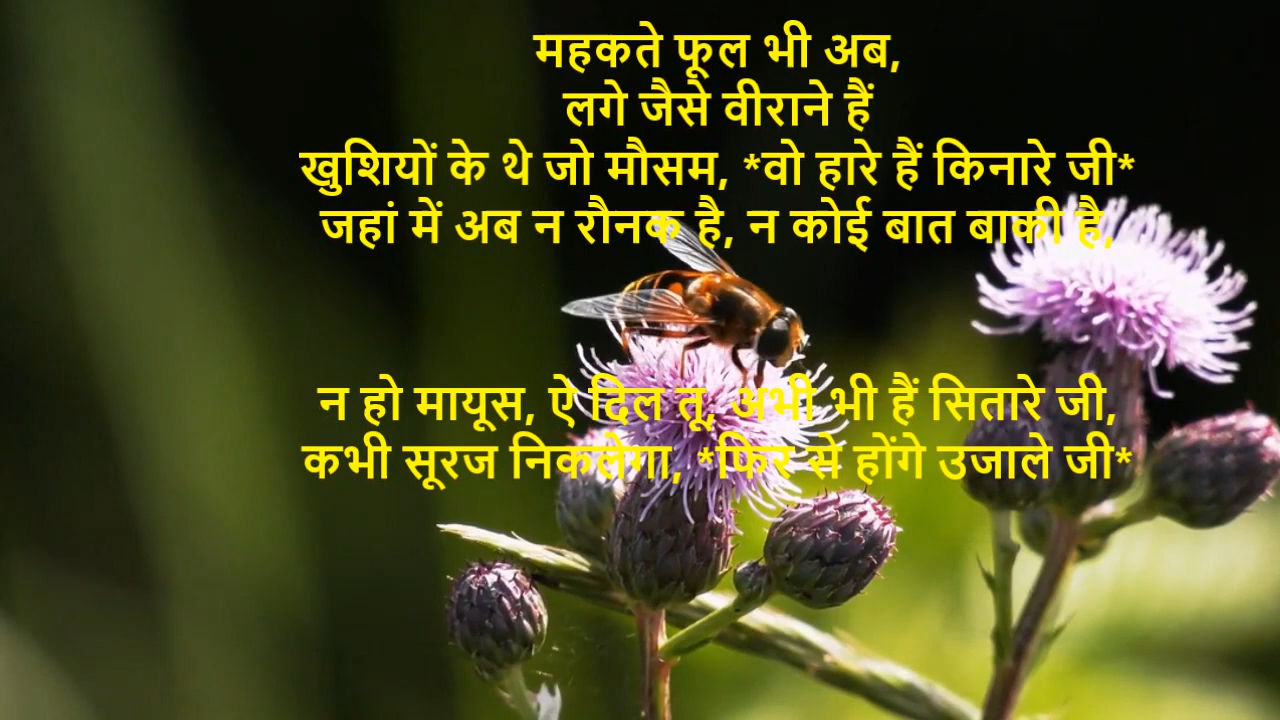 महकते फूल भी अब,
लगे जैसे वीराने हैं
खुशियों के थे जो मौसम, *वो हारे हैं किनारे जी*
जहां में अब न रौनक है, न कोई बात बाकी है,
न हो मायूस, ऐ दिल तू, अभी भी हैं सितारे जी,
कभी सूरज निकलेगा, *फिर से होंगे उजाले जी*